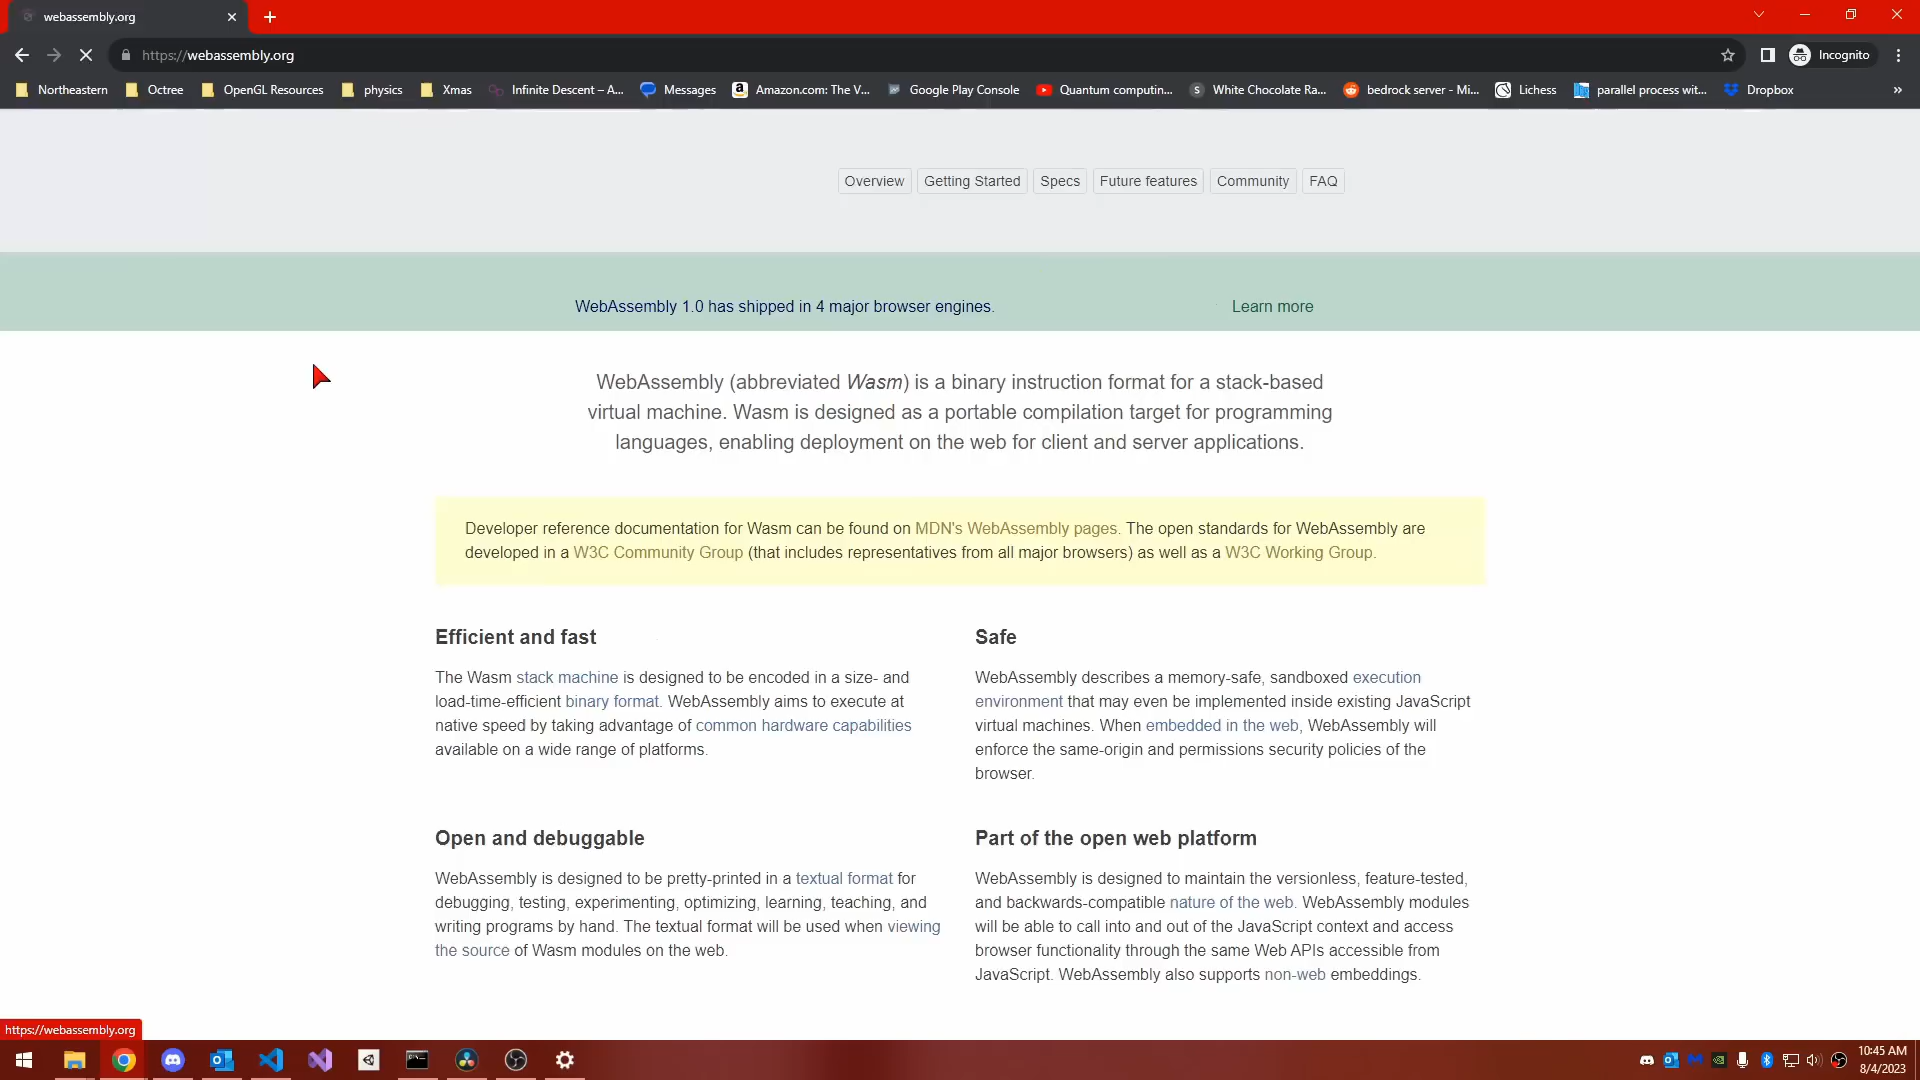 webassembly.org
https://webassembly.org
Incognito
Northeastern
Octree
OpenGL Resources
physics
Xmas
Infinite Descent – A...
Messages
Amazon.com: The V...
Google Play Console
Quantum computin...
White Chocolate Ra...
bedrock server - Mi...
Lichess
parallel process wit...
Dropbox
»
Overview
Getting Started
Specs
Future features
Community
FAQ
WebAssembly 1.0 has shipped in 4 major browser engines.
Learn more
WebAssembly (abbreviated Wasm) is a binary instruction format for a stack-based
virtual machine. Wasm is designed as a portable compilation target for programming
languages, enabling deployment on the web for client and server applications.
Developer reference documentation for Wasm can be found on MDN's WebAssembly pages. The open standards for WebAssembly are
developed in a W3C Community Group (that includes representatives from all major browsers) as well as a W3C Working Group.
Efficient and fast
The Wasm stack machine is designed to be encoded in a size- and
load-time-efficient binary format. WebAssembly aims to execute at
native speed by taking advantage of common hardware capabilities
available on a wide range of platforms.
Safe
WebAssembly describes a memory-safe, sandboxed execution
environment that may even be implemented inside existing JavaScript
virtual machines. When embedded in the web, WebAssembly will
enforce the same-origin and permissions security policies of the
browser.
Open and debuggable
WebAssembly is designed to be pretty-printed in a textual format for
debugging, testing, experimenting, optimizing, learning, teaching, and
writing programs by hand. The textual format will be used when viewing
the source of Wasm modules on the web.
Part of the open web platform
WebAssembly is designed to maintain the versionless, feature-tested,
and backwards-compatible nature of the web. WebAssembly modules
will be able to call into and out of the JavaScript context and access
browser functionality through the same Web APIs accessible from
JavaScript. WebAssembly also supports non-web embeddings.
https://webassembly.org
10:45 AM
8/4/2023